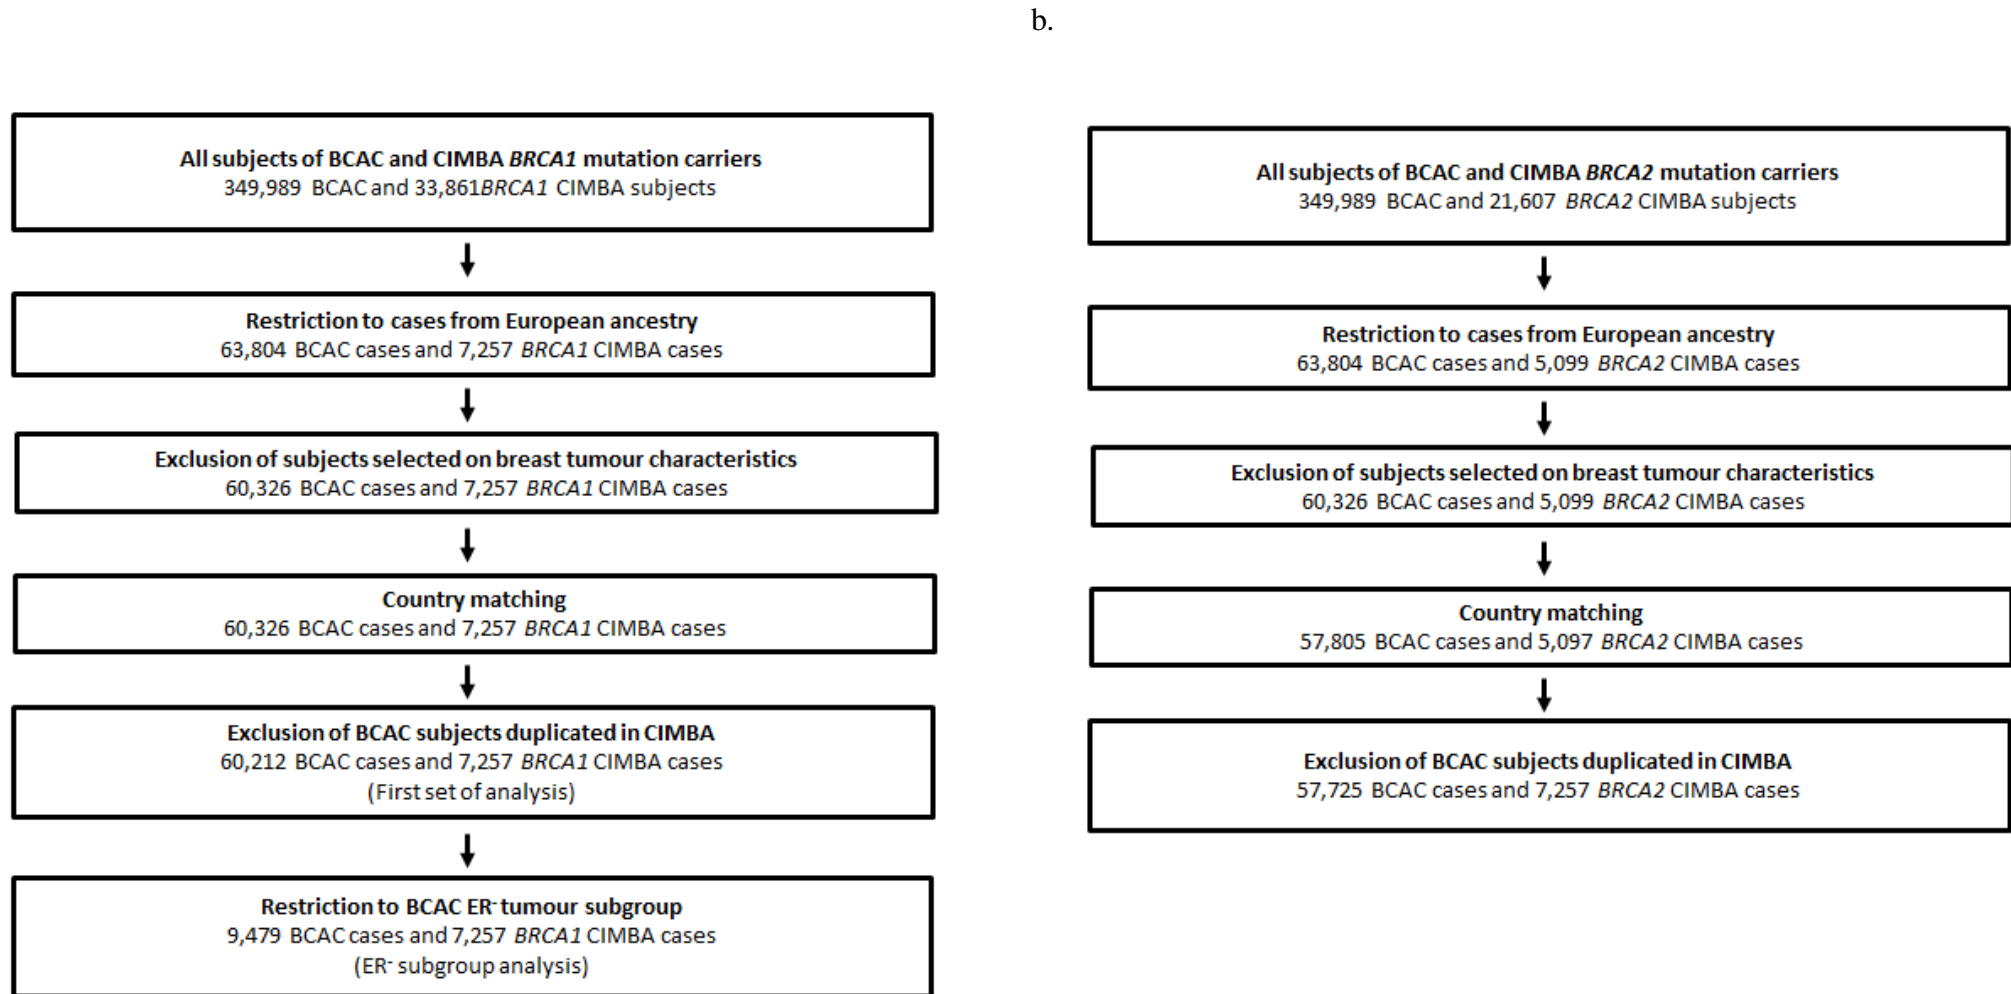 b.
All subjects of BCAC and CIMBA BRCA1 mutation carriers
349,989 BCAC and 33,861BRCA1 CIMBA subjects
Restriction to cases from European ancestry
63,804 BCAC cases and 7,257 BRCA1 CIMBA cases
Exclusion of subjects selected on breast tumour characteristics
60,326 BCAC cases and 7,257 BRCA1 CIMBA cases
Country matching
60,326 BCAC cases and 7,257 BRCA1 CIMBA cases
Exclusion of BCAC subjects duplicated in CIMBA
60,212 BCAC cases and 7,257 BRCA1 CIMBA cases
(First set of analysis)
Restriction to BCAC ER⁻ tumour subgroup
9,479 BCAC cases and 7,257 BRCA1 CIMBA cases
(ER⁻ subgroup analysis)
All subjects of BCAC and CIMBA BRCA2 mutation carriers
349,989 BCAC and 21,607 BRCA2 CIMBA subjects
Restriction to cases from European ancestry
63,804 BCAC cases and 5,099 BRCA2 CIMBA cases
Exclusion of subjects selected on breast tumour characteristics
60,326 BCAC cases and 5,099 BRCA2 CIMBA cases
Country matching
57,805 BCAC cases and 5,097 BRCA2 CIMBA cases
Exclusion of BCAC subjects duplicated in CIMBA
57,725 BCAC cases and 7,257 BRCA2 CIMBA cases